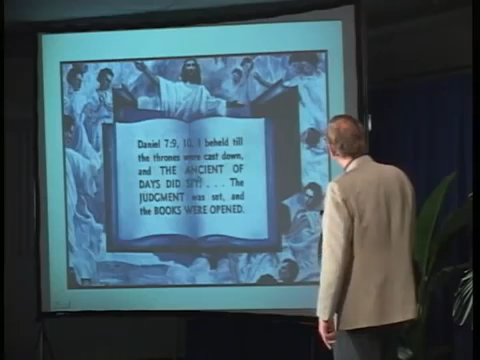 Daniel 7:9, 10. I beheld till
the thrones were cast down,
and THE ANCIENT OF
DAYS DID SIT: . . . The
JUDGMENT was set, and
the BOOKS WERE OPENED.